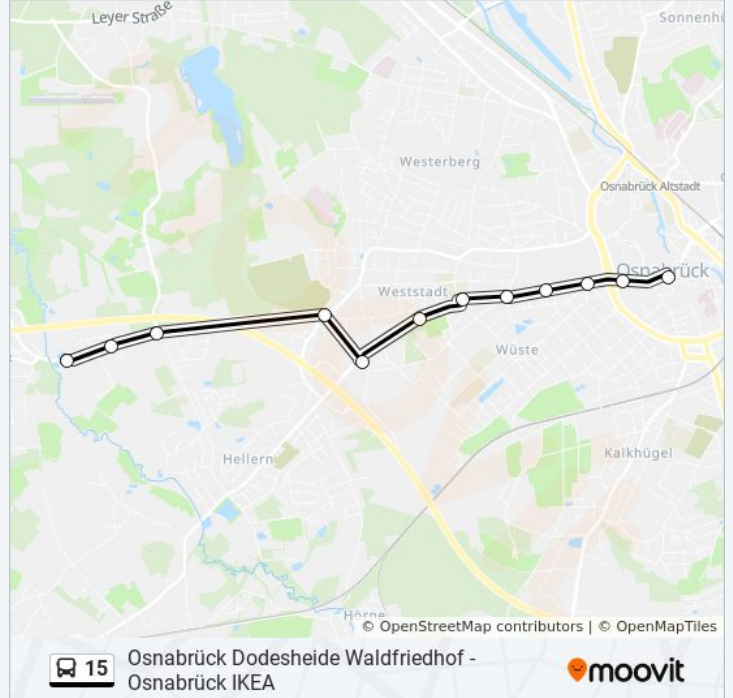 Leyer Straße
Sonnenhü
Westerberg
Osnabrück Altstadt
Osnabrück
Weststadt
Wüste
Kalkhügel
Hellern
Hörne
© OpenStreetMap contributors | © OpenMapTiles
15
Osnabrück Dodesheide Waldfriedhof -
Osnabrück IKEA
moovit